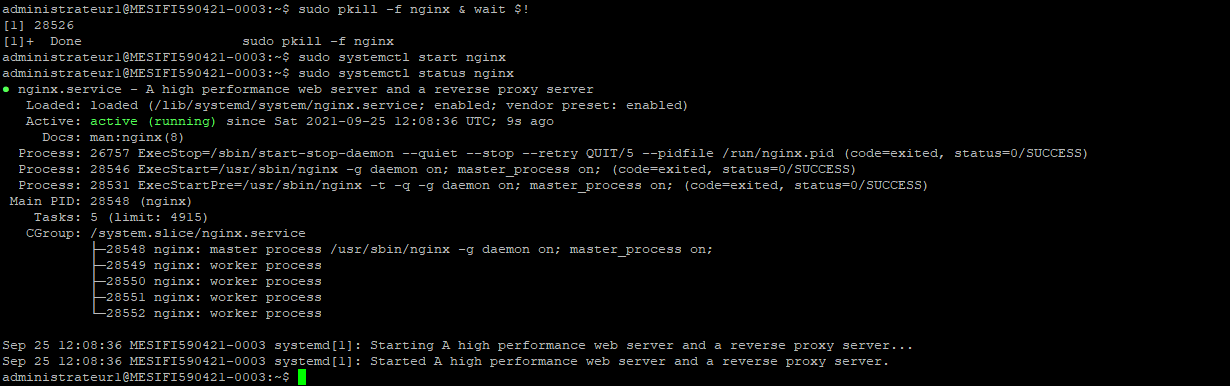 administrateur1@MESIFI590421-0003:~$ sudo pkill -f nginx & wait $!
[1] 28526
[1]+  Done                    sudo pkill -f nginx
administrateur1@MESIFI590421-0003:~$ sudo systemctl start nginx
administrateur1@MESIFI590421-0003:~$ sudo systemctl status nginx
● nginx.service - A high performance web server and a reverse proxy server
   Loaded: loaded (/lib/systemd/system/nginx.service; enabled; vendor preset: enabled)
   Active: active (running) since Sat 2021-09-25 12:08:36 UTC; 9s ago
     Docs: man:nginx(8)
  Process: 26757 ExecStop=/sbin/start-stop-daemon --quiet --stop --retry QUIT/5 --pidfile /run/nginx.pid (code=exited, status=0/SUCCESS)
  Process: 28546 ExecStart=/usr/sbin/nginx -g daemon on; master_process on; (code=exited, status=0/SUCCESS)
  Process: 28531 ExecStartPre=/usr/sbin/nginx -t -q -g daemon on; master_process on; (code=exited, status=0/SUCCESS)
 Main PID: 28548 (nginx)
    Tasks: 5 (limit: 4915)
   CGroup: /system.slice/nginx.service
           ├─28548 nginx: master process /usr/sbin/nginx -g daemon on; master_process on;
           ├─28549 nginx: worker process
           ├─28550 nginx: worker process
           ├─28551 nginx: worker process
           └─28552 nginx: worker process
Sep 25 12:08:36 MESIFI590421-0003 systemd[1]: Starting A high performance web server and a reverse proxy server...
Sep 25 12:08:36 MESIFI590421-0003 systemd[1]: Started A high performance web server and a reverse proxy server.
administrateur1@MESIFI590421-0003:~$